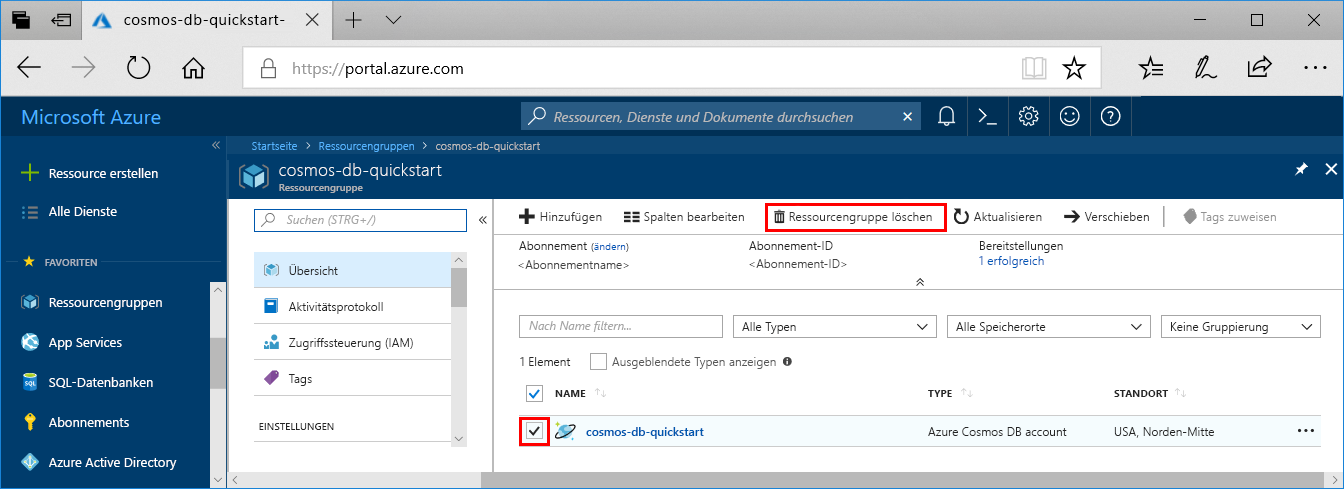 cosmos-db-quickstart-
https://portal.azure.com
Microsoft Azure
Ressourcen, Dienste und Dokumente durchsuchen
Startseite > Ressourcengruppen > cosmos-db-quickstart
cosmos-db-quickstart
Ressourcengruppe
Ressource erstellen
Alle Dienste
FAVORITEN
Ressourcengruppen
App Services
SQL
SQL-Datenbanken
Abonnements
Azure Active Directory
Suchen (STRG+/)
Übersicht
Aktivitätsprotokoll
Zugriffssteuerung (IAM)
Tags
EINSTELLUNGEN
Hinzufügen
Spalten bearbeiten
Ressourcengruppe löschen
Aktualisieren
Verschieben
Tags zuweisen
Abonnement (ändern)
<Abonnementname>
Abonnement-ID
<Abonnement-ID>
Bereitstellungen
1 erfolgreich
Nach Name filtern...
Alle Typen
Alle Speicherorte
Keine Gruppierung
1 Element
Ausgeblendete Typen anzeigen
NAME
TYPE
STANDORT
cosmos-db-quickstart
Azure Cosmos DB account
USA, Norden-Mitte